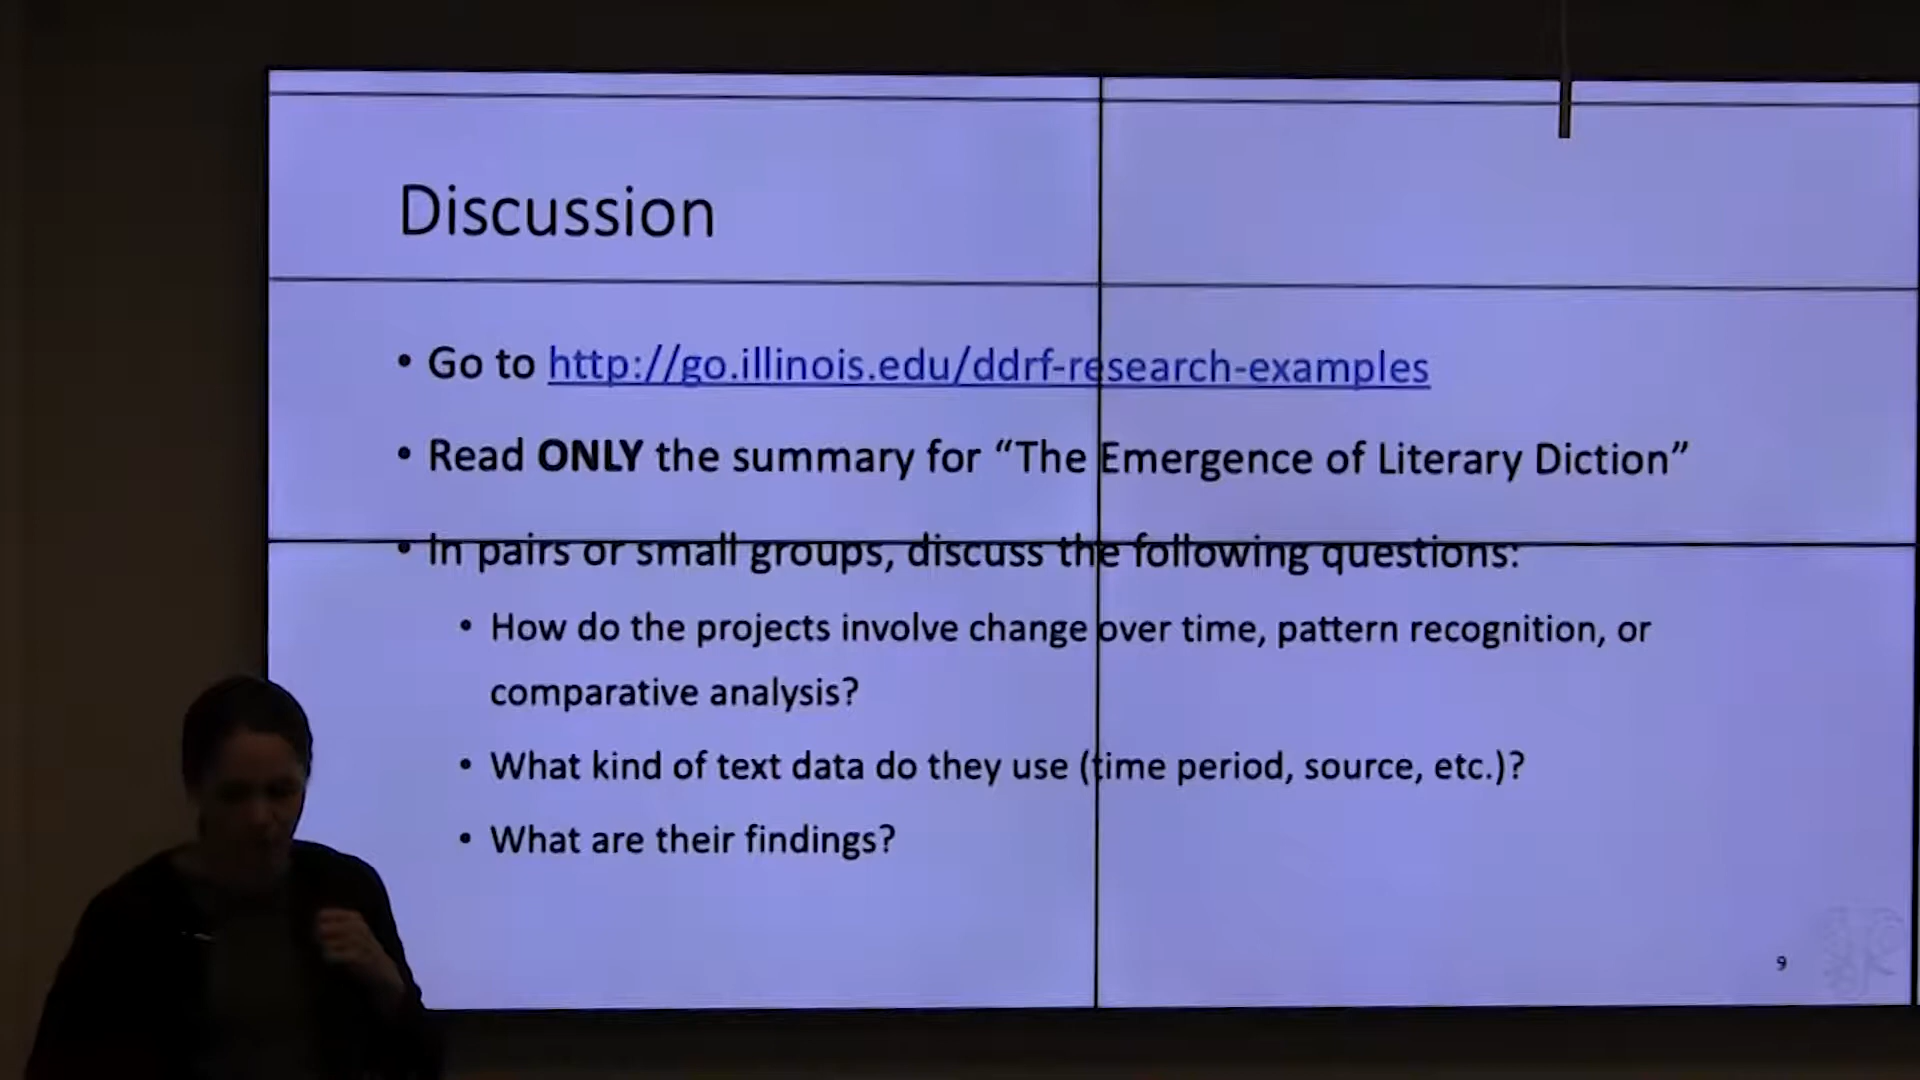 Discussion
• Go to http://go.illinois.edu/ddrf-research-examples
• Read ONLY the summary for “The Emergence of Literary Diction”
• In pairs or small groups, discuss the following questions:
• How do the projects involve change over time, pattern recognition, or
comparative analysis?
• What kind of text data do they use (time period, source, etc.)?
• What are their findings?
9